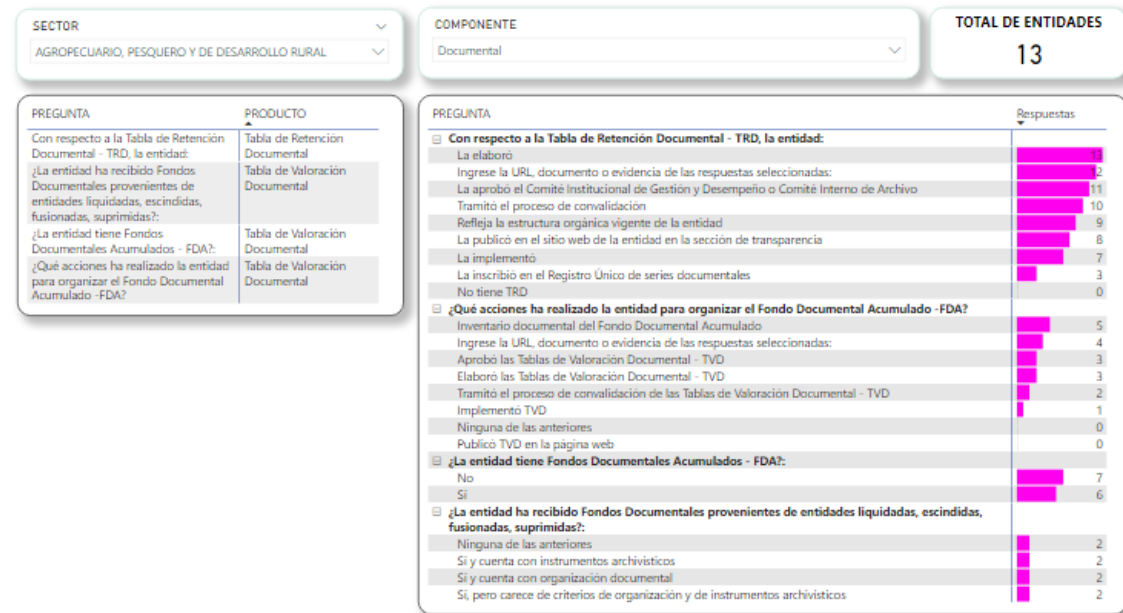 SECTOR
AGROPECUARIO, PESQUERO Y DE DESARROLLO RURAL
COMPONENTE
Documental
TOTAL DE ENTIDADES
13
PREGUNTA PRODUCTO
Con respecto a la Tabla de Retención Tabla de Retención
Documental - TRD, la entidad: Documental
¿La entidad ha recibido Fondos Tabla de Valoración
Documentales provenientes de Documental
entidades liquidadas, escindidas,
fusionadas, suprimidas?:
¿La entidad tiene Fondos Tabla de Valoración
Documentales Acumulados - FDA?: Documental
¿Qué acciones ha realizado la entidad Tabla de Valoración
para organizar el Fondo Documental Documental
Acumulado -FDA?
PREGUNTA Respuestas
Con respecto a la Tabla de Retención Documental - TRD, la entidad:
La elaboró 13
Ingrese la URL, documento o evidencia de las respuestas seleccionadas: 12
La aprobó el Comité Institucional de Gestión y Desempeño o Comité Interno de Archivo 11
Tramitó el proceso de convalidación 10
Refleja la estructura orgánica vigente de la entidad 9
La publicó en el sitio web de la entidad en la sección de transparencia 8
La implementó 7
La inscribió en el Registro Único de series documentales 3
No tiene TRD 0
¿Qué acciones ha realizado la entidad para organizar el Fondo Documental Acumulado -FDA?
Inventario documental del Fondo Documental Acumulado 5
Ingrese la URL, documento o evidencia de las respuestas seleccionadas: 4
Aprobó las Tablas de Valoración Documental - TVD 3
Elaboró las Tablas de Valoración Documental - TVD 3
Tramitó el proceso de convalidación de las Tablas de Valoración Documental - TVD 2
Implementó TVD 1
Ninguna de las anteriores 0
Publicó TVD en la página web 0
¿La entidad tiene Fondos Documentales Acumulados - FDA?:
No 7
Sí 6
¿La entidad ha recibido Fondos Documentales provenientes de entidades liquidadas, escindidas,
fusionadas, suprimidas?:
Ninguna de las anteriores 2
Sí y cuenta con instrumentos archivísticos 2
Sí y cuenta con organización documental 2
Sí, pero carece de criterios de organización y de instrumentos archivísticos 2